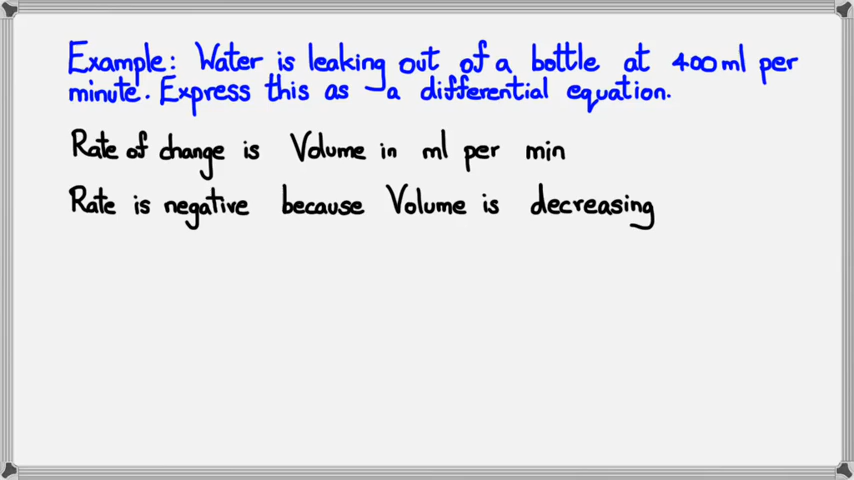 Example: Water is leaking out of a bottle at 400ml per
minute. Express this as a differential equation.
Rate of change is Volume in ml per min
Rate is negative because Volume is decreasing